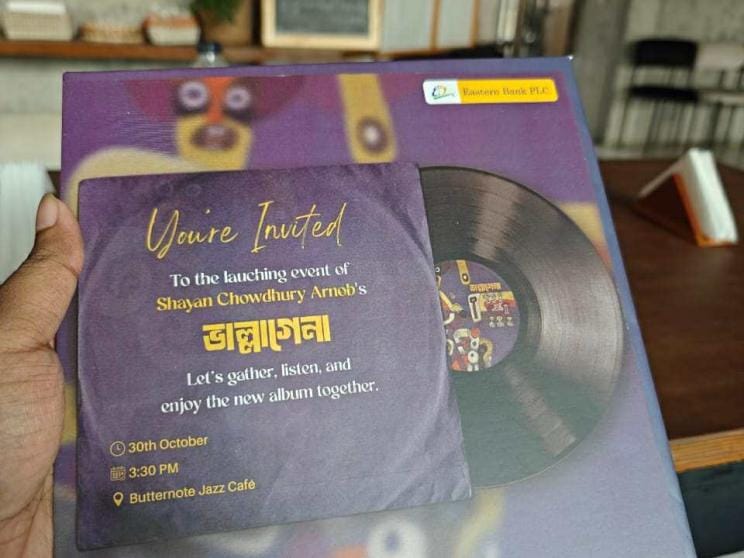 Eastern Bank PLC.
You're Invited
To the lauching event of
Shayan Chowdhury Arnob's
ভাল্লাগেনা
Let's gather, listen, and
enjoy the new album together.
30th October
3:30 PM
Butternote Jazz Café
ভাল্লাগেনা